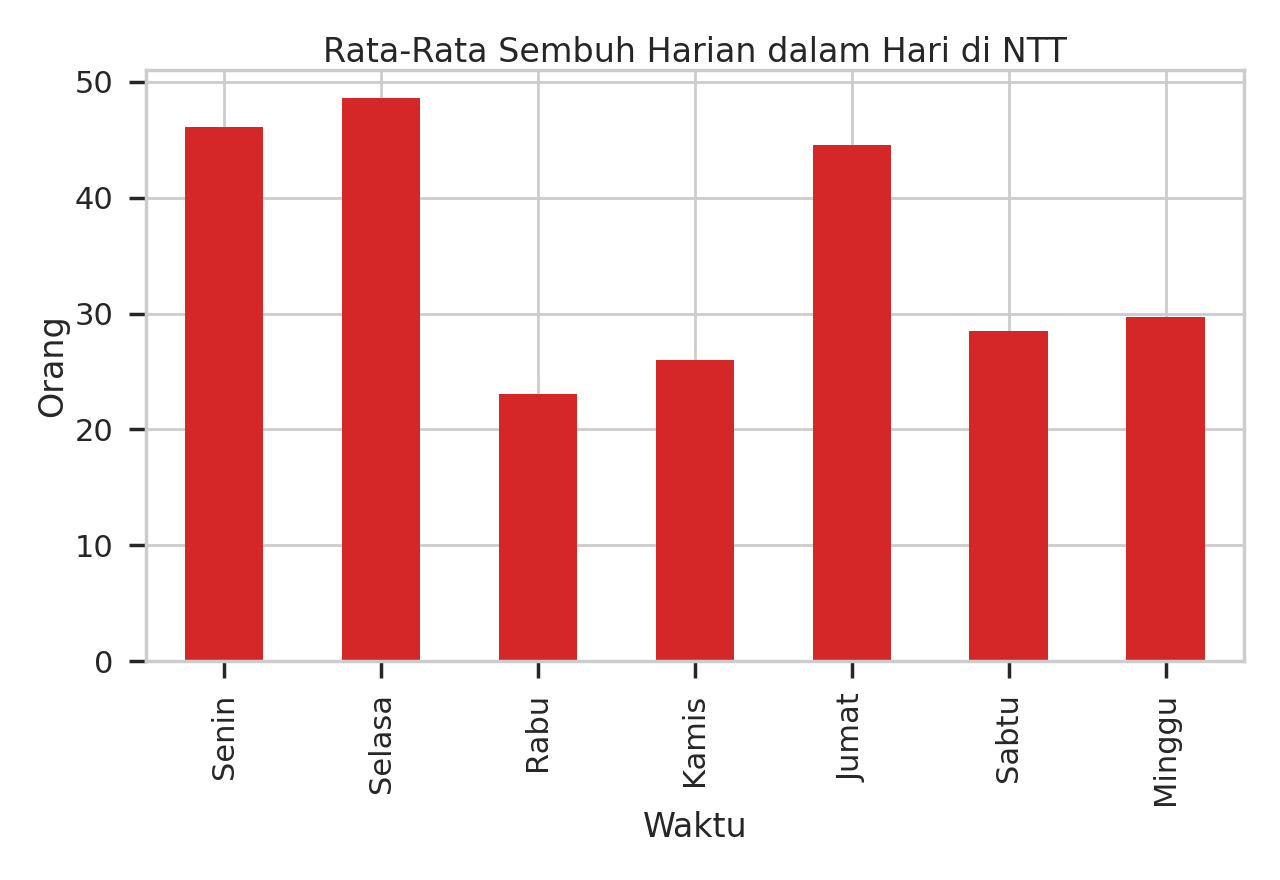 Rata-Rata Sembuh Harian dalam Hari di NTT
50
40
30
20
10
0
Orang
Senin
Selasa
Rabu
Kamis
Jumat
Sabtu
Minggu
Waktu